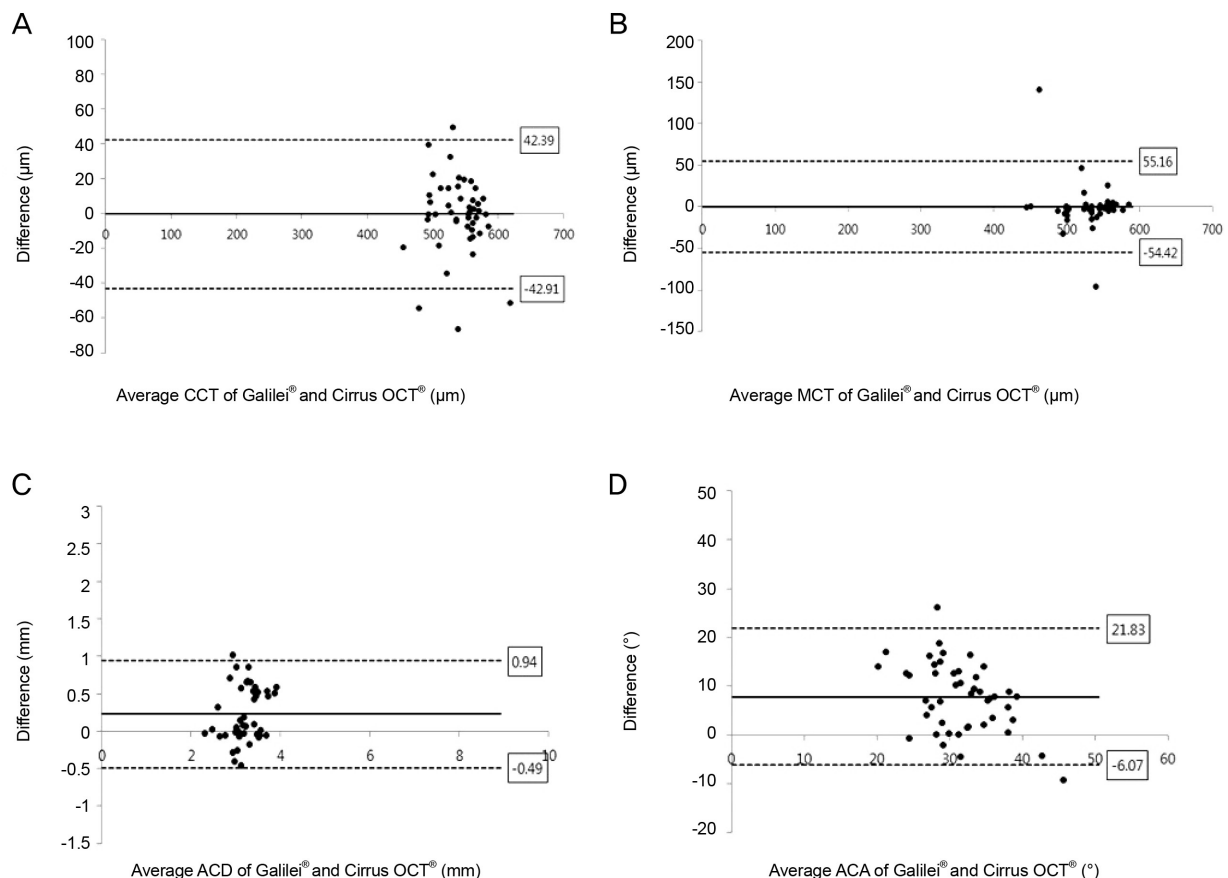 A
Difference (μm)
100
80
60
40
20
0
-20
-40
-60
-80
0 100 200 300 400 500 600 700
42.39
-42.91
Average CCT of Galilei® and Cirrus OCT® (μm)
B
Difference (μm)
200
150
100
50
0
-50
-100
-150
0 100 200 300 400 500 600 700
55.16
-54.42
Average MCT of Galilei® and Cirrus OCT® (μm)
C
Difference (mm)
3
2.5
2
1.5
1
0.5
0
-0.5
-1
-1.5
0 2 4 6 8 10
0.94
-0.49
Average ACD of Galilei® and Cirrus OCT® (mm)
D
Difference (°)
50
40
30
20
10
0
-10
-20
0 10 20 30 40 50 60
21.83
-6.07
Average ACA of Galilei® and Cirrus OCT® (°)